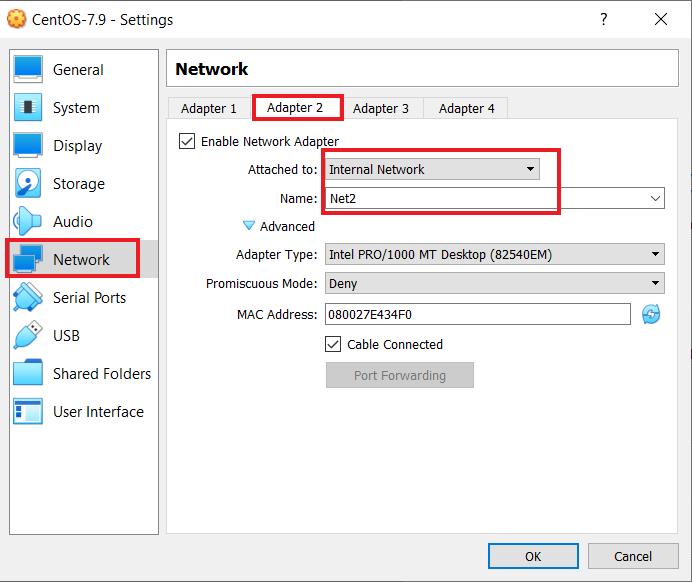 CentOS-7.9 - Settings
?
General
System
Display
Storage
Audio
Network
Serial Ports
USB
Shared Folders
User Interface
Network
Adapter 1 Adapter 2 Adapter 3 Adapter 4
Enable Network Adapter
Attached to: Internal Network
Name: Net2
Advanced
Adapter Type: Intel PRO/1000 MT Desktop (82540EM)
Promiscuous Mode: Deny
MAC Address: 080027E434F0
Cable Connected
Port Forwarding
OK Cancel